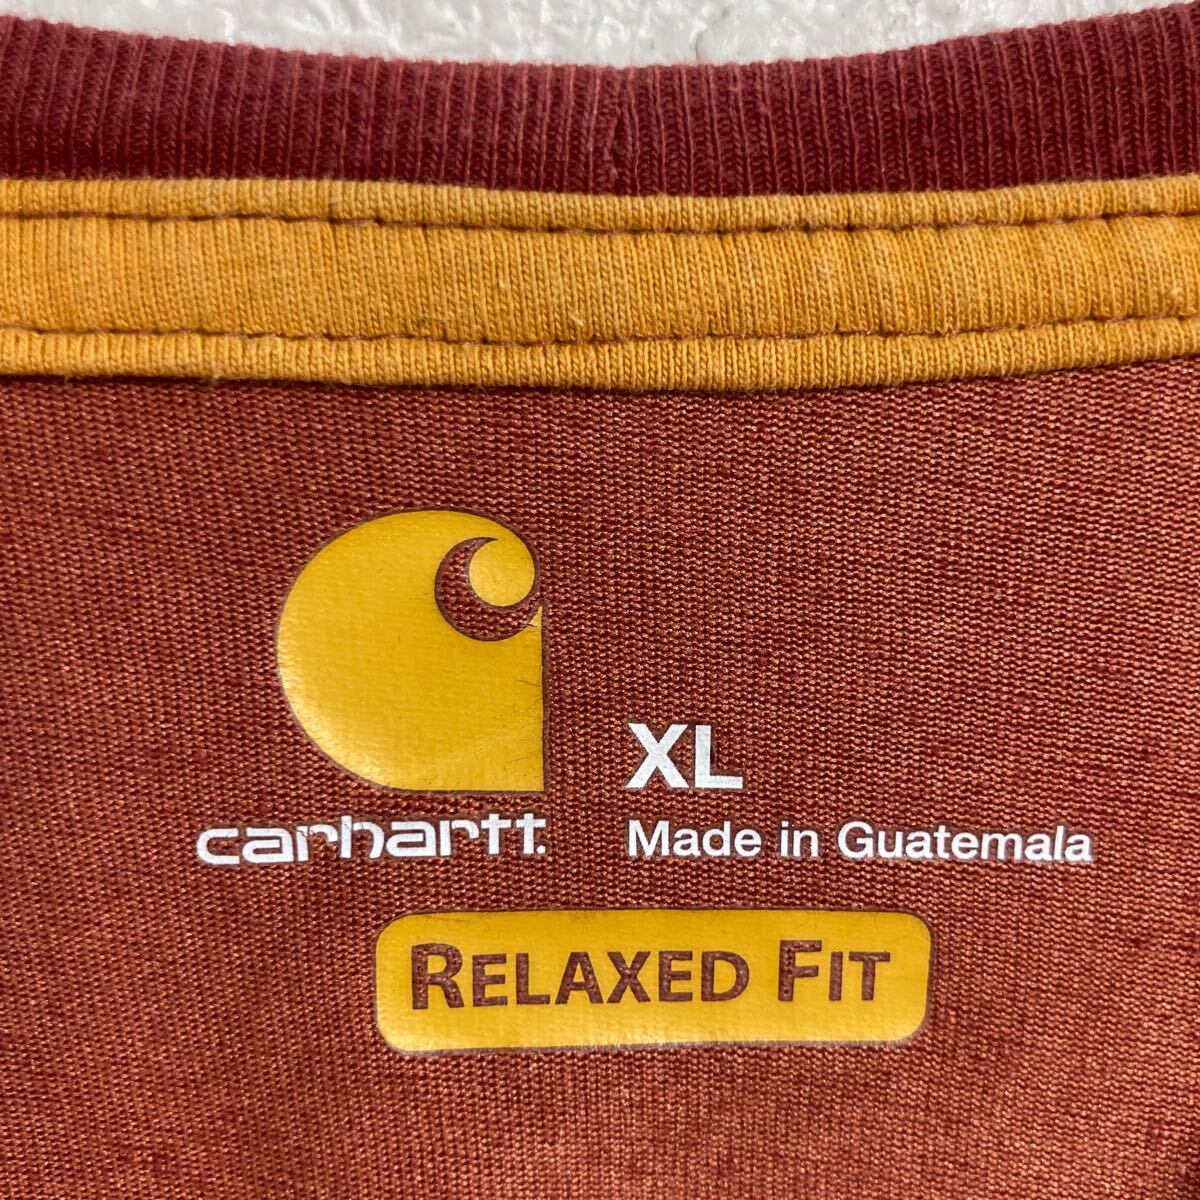 XL
carhartt.
Made in Guatemala
RELAXED FIT